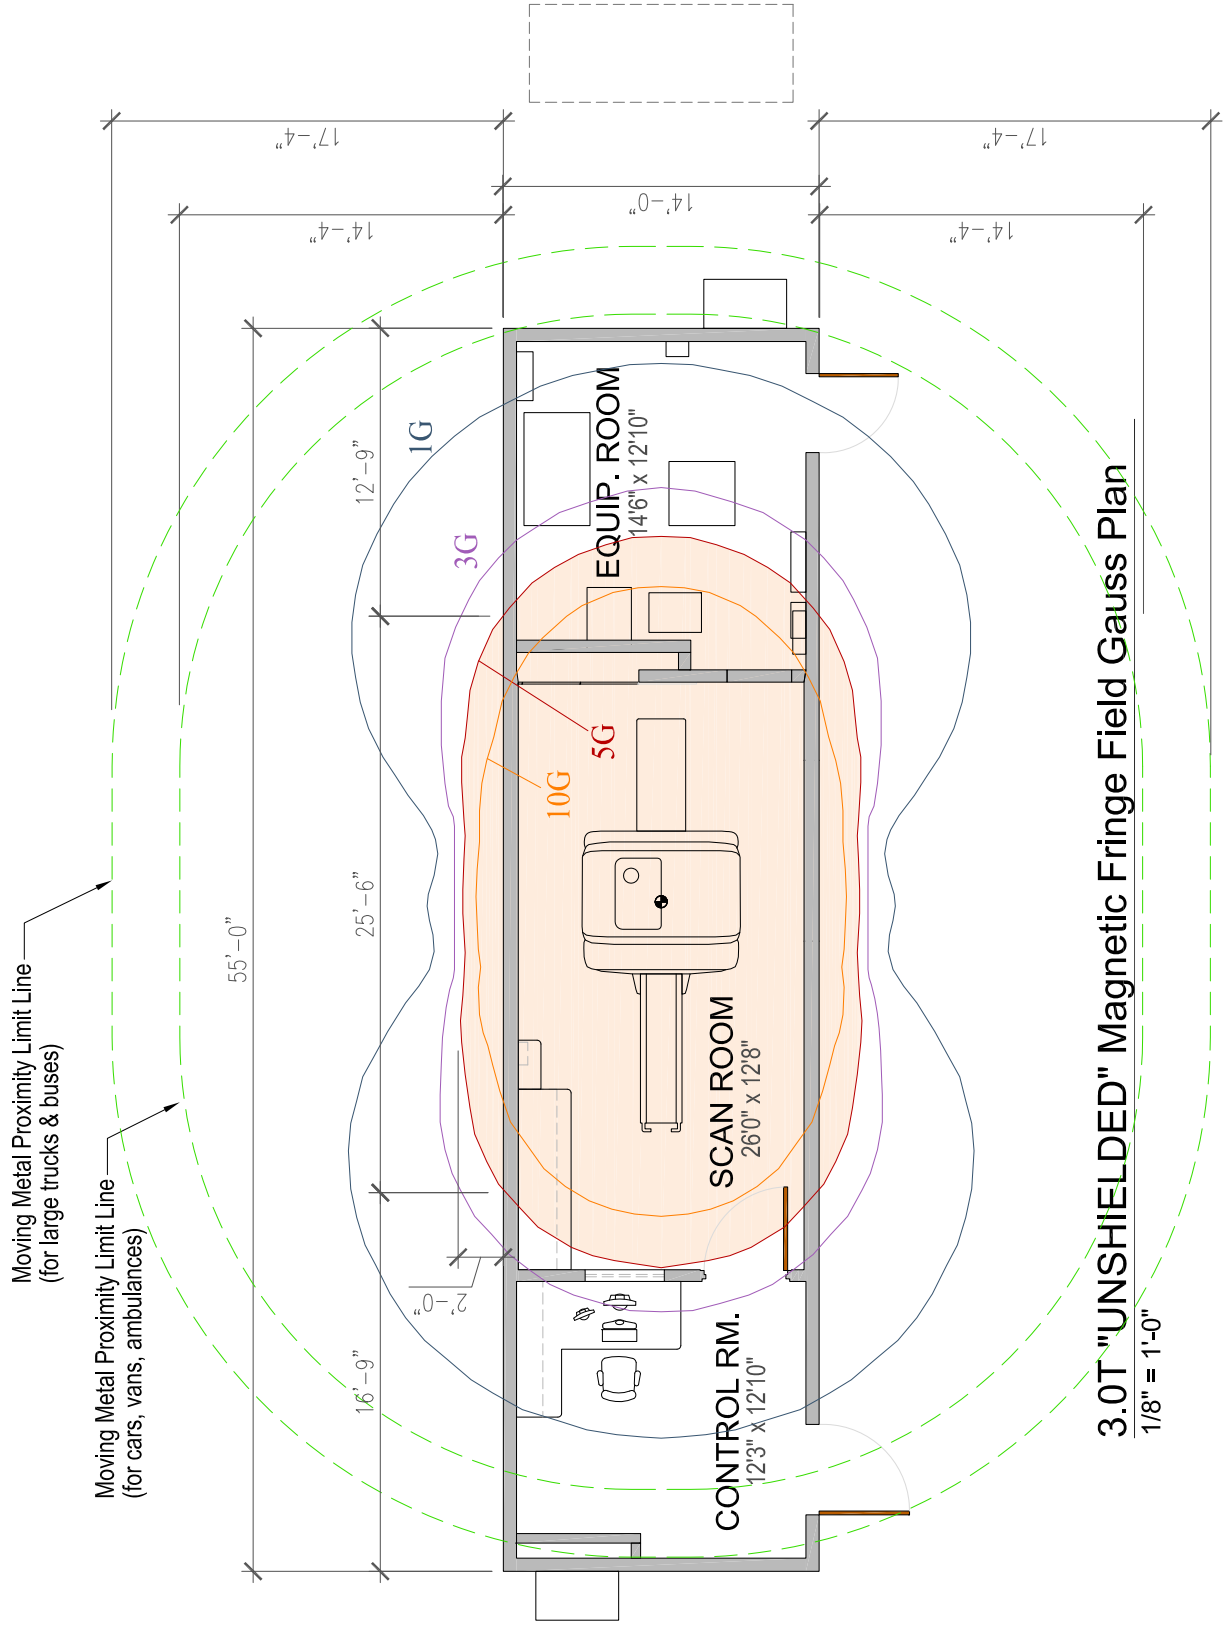 Moving Metal Proximity Limit Line
(for large trucks & buses)
Moving Metal Proximity Limit Line
(for cars, vans, ambulances)
55'-0"
16'-9"
25'-6"
12'-9"
2'-0"
1G
3G
5G
10G
17'-4"
14'-4"
14'-0"
14'-4"
17'-4"
EQUIP. ROOM
14'6" x 12'10"
SCAN ROOM
26'0" x 12'8"
CONTROL RM.
12'3" x 12'10"
3.0T "UNSHIELDED" Magnetic Fringe Field Gauss Plan
1/8" = 1'-0"